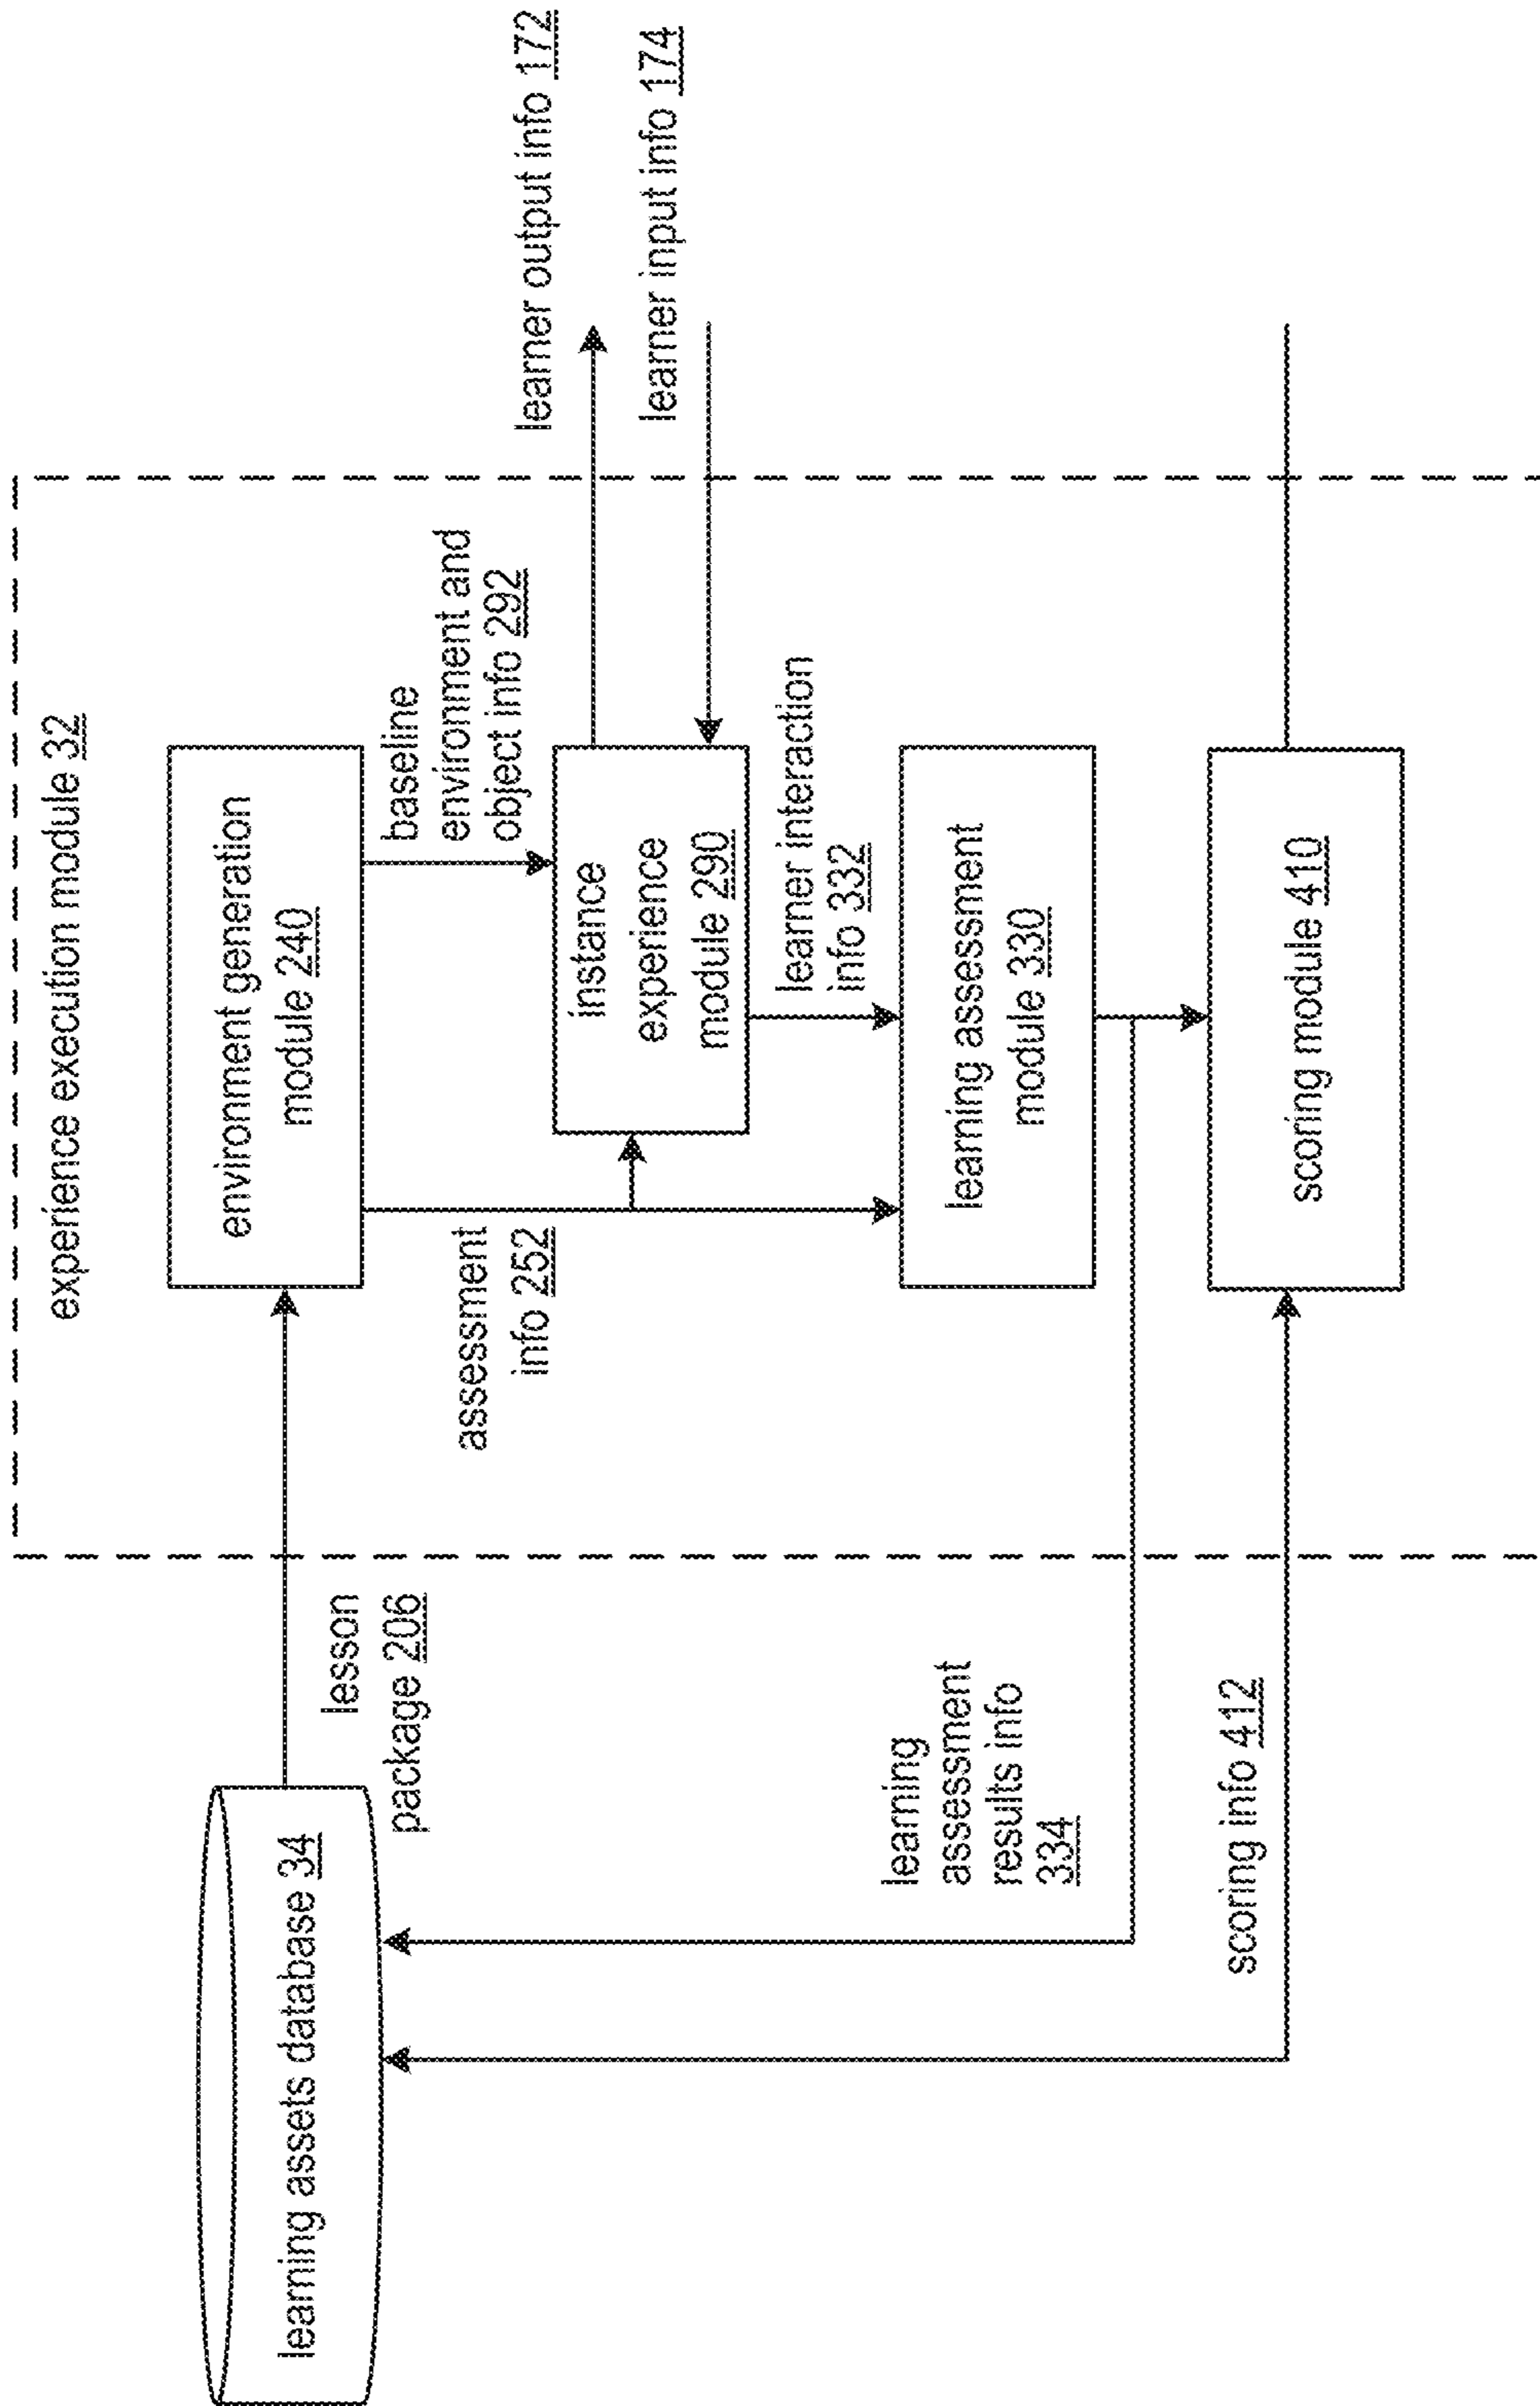 experience execution module 32
learning assets database 34
lesson
package 206
environment generation
module 240
baseline
environment and
object info 292
assessment
info 252
instance
experience
module 290
learner output info 172
learner input info 174
learner interaction
info 332
learning
assessment
results info
334
learning assessment
module 330
scoring info 412
scoring module 410